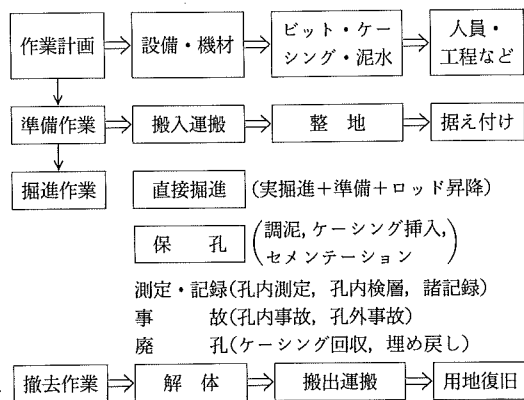 作業計画 設備・機材 ビット・ケーシング・泥水 人員・工程など
準備作業 搬入運搬 整地 据え付け
掘進作業 直接掘進 (実掘進+準備+ロッド昇降)
保孔 (調泥,ケーシング挿入,セメンテーション)
測定・記録(孔内測定,孔内検層,諸記録)
事故(孔内事故,孔外事故)
廃孔(ケーシング回収,埋め戻し)
撤去作業 解体 搬出運搬 用地復旧